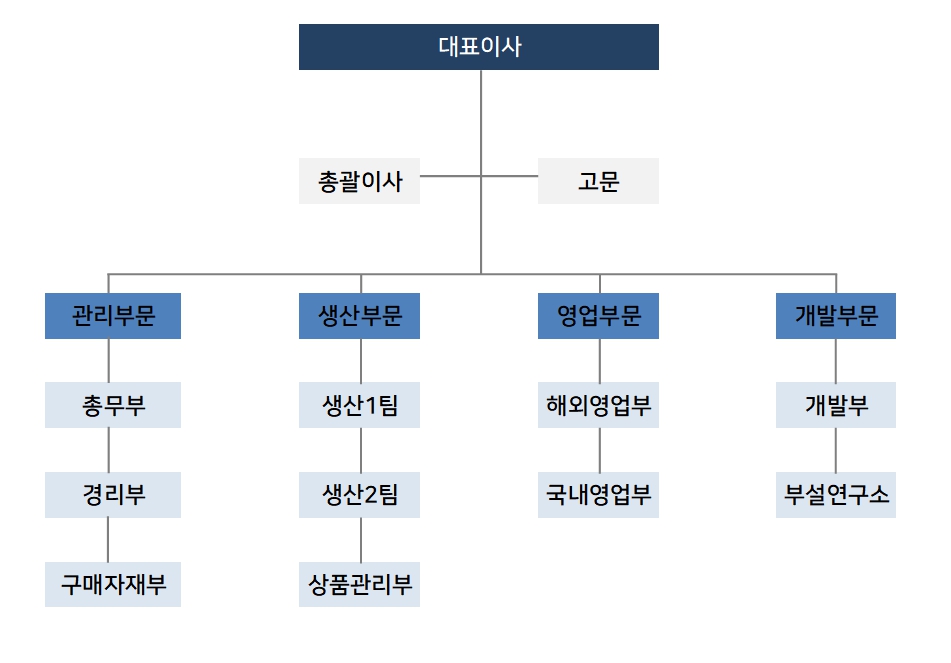 대표이사
총괄이사
고문
관리부문
생산부문
영업부문
개발부문
총무부
생산1팀
해외영업부
개발부
경리부
생산2팀
국내영업부
부설연구소
구매자재부
상품관리부